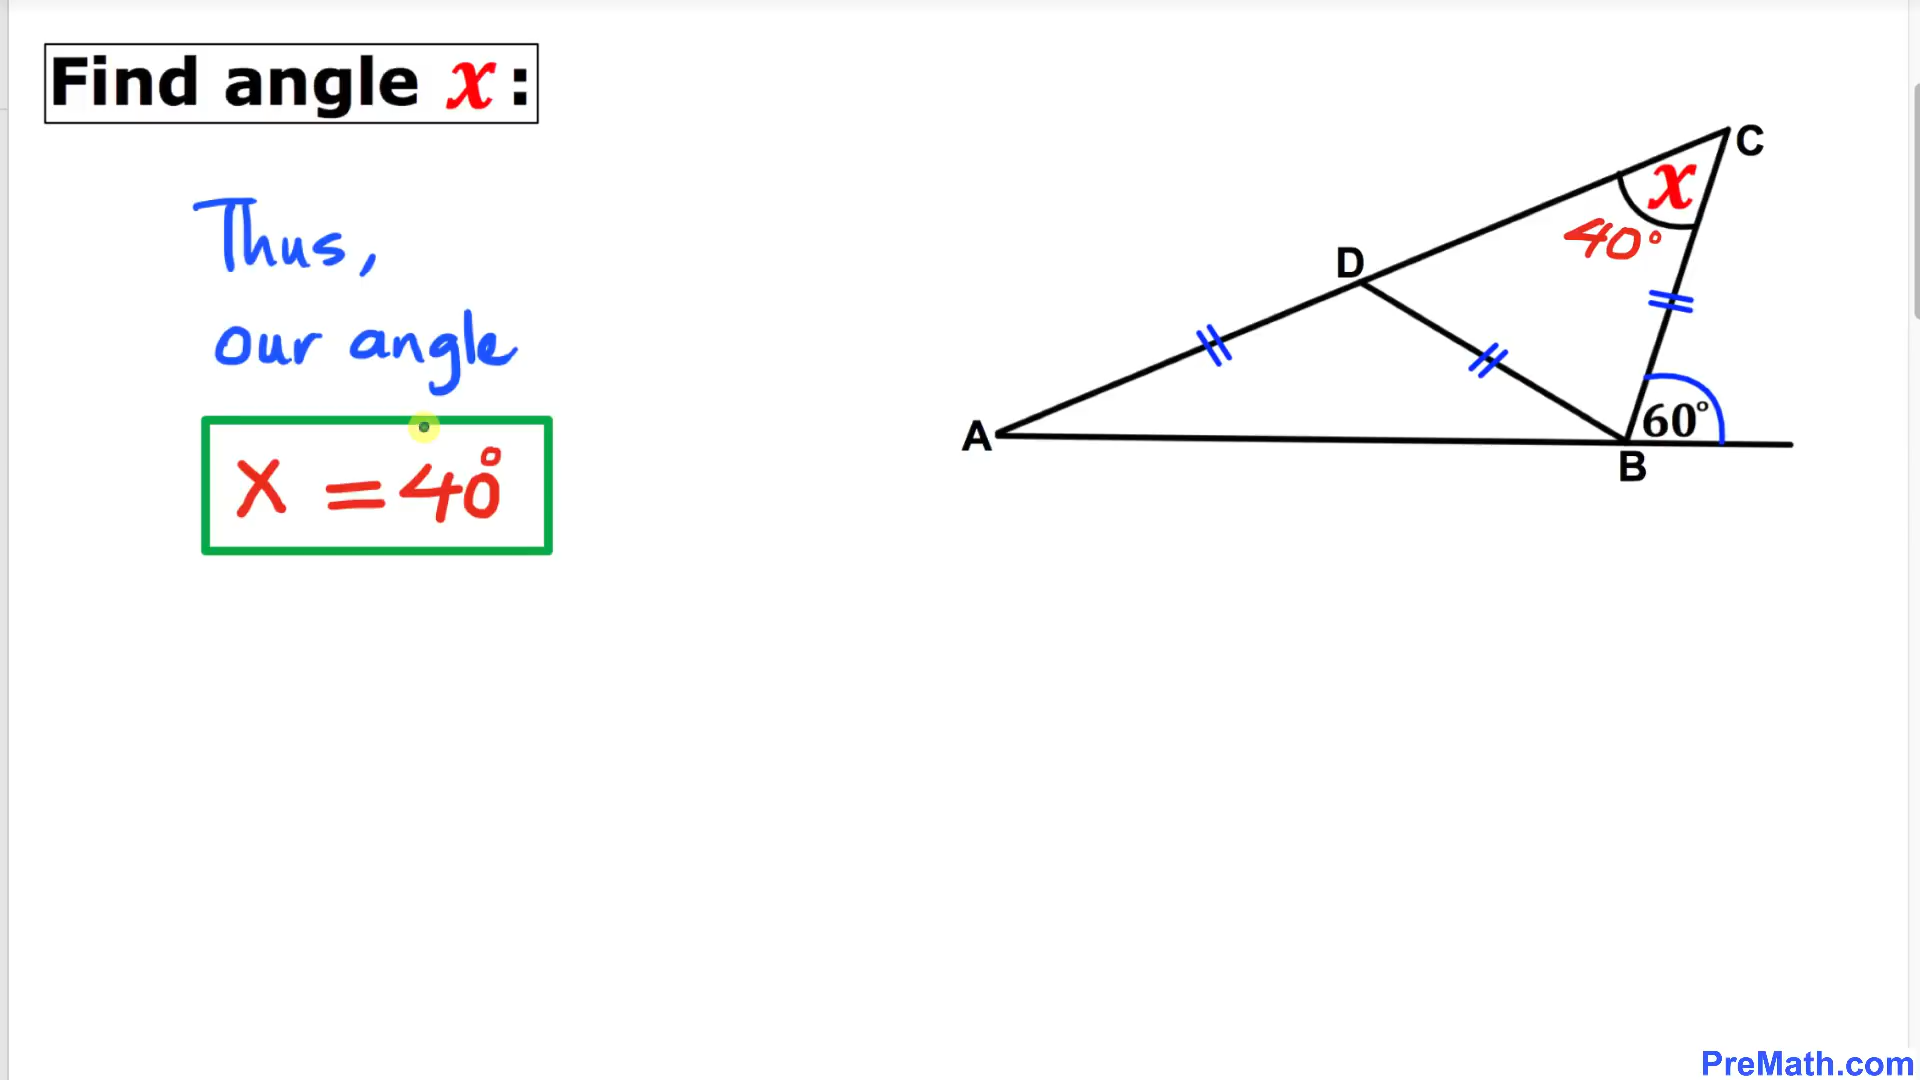 Find angle x:
Thus,
our angle
x = 40°
C
x
40°
D
A
60°
B
PreMath.com